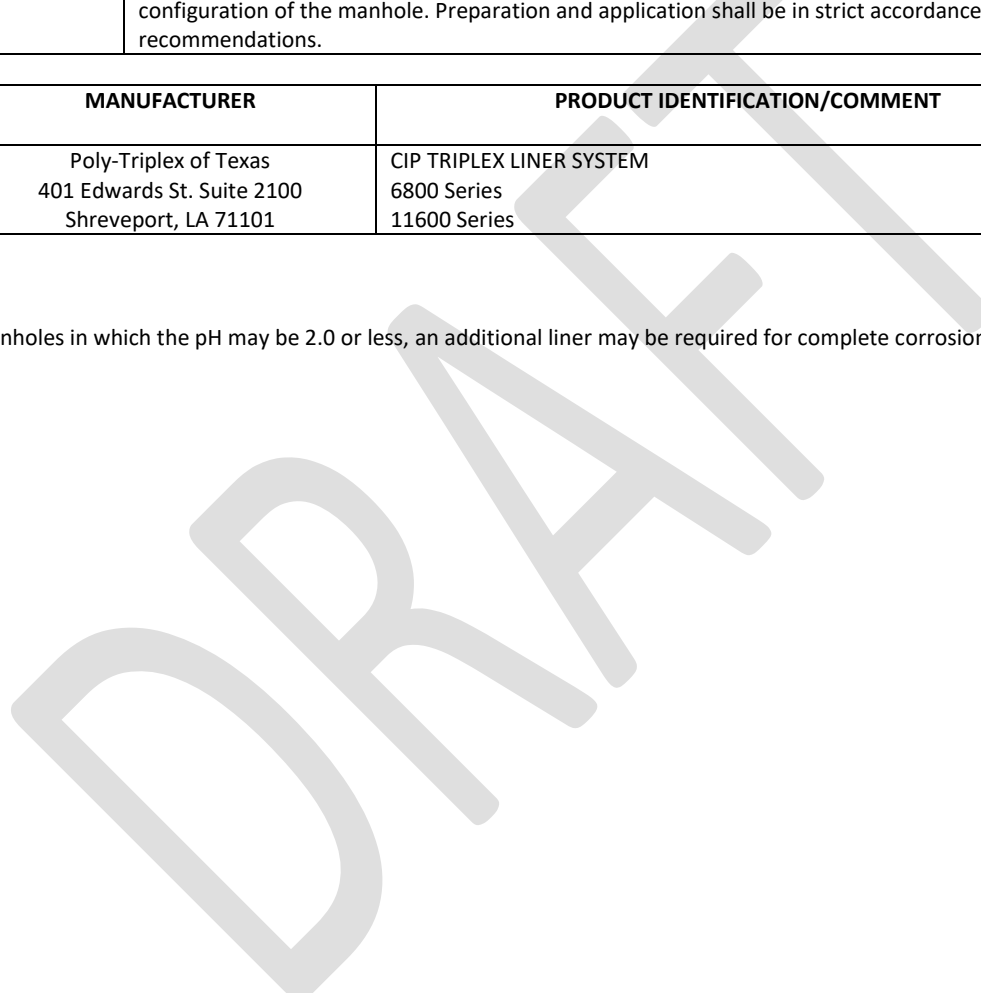 configuration of the manhole. Preparation and application shall be in strict accordance
recommendations.
MANUFACTURER
PRODUCT IDENTIFICATION/COMMENT
Poly-Triplex of Texas
401 Edwards St. Suite 2100
Shreveport, LA 71101
CIP TRIPLEX LINER SYSTEM
6800 Series
11600 Series
nholes in which the pH may be 2.0 or less, an additional liner may be required for complete corrosion
DRAFT